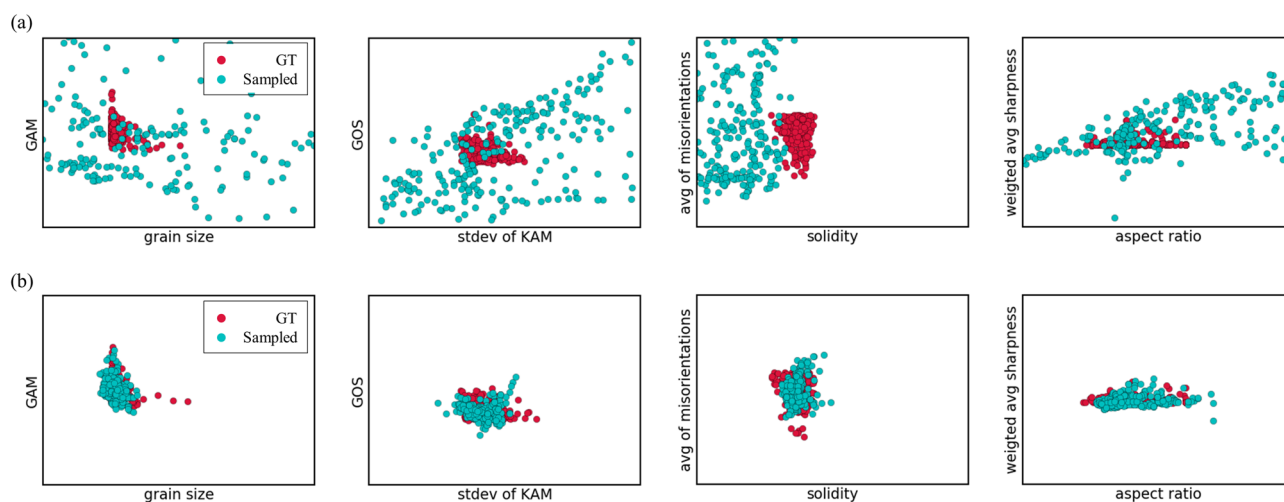 (a)
GAM
grain size
GT
Sampled
GOS
stdev of KAM
avg of misorientations
solidity
weigted avg sharpness
aspect ratio
(b)
GAM
grain size
GT
Sampled
GOS
stdev of KAM
avg of misorientations
solidity
weigted avg sharpness
aspect ratio